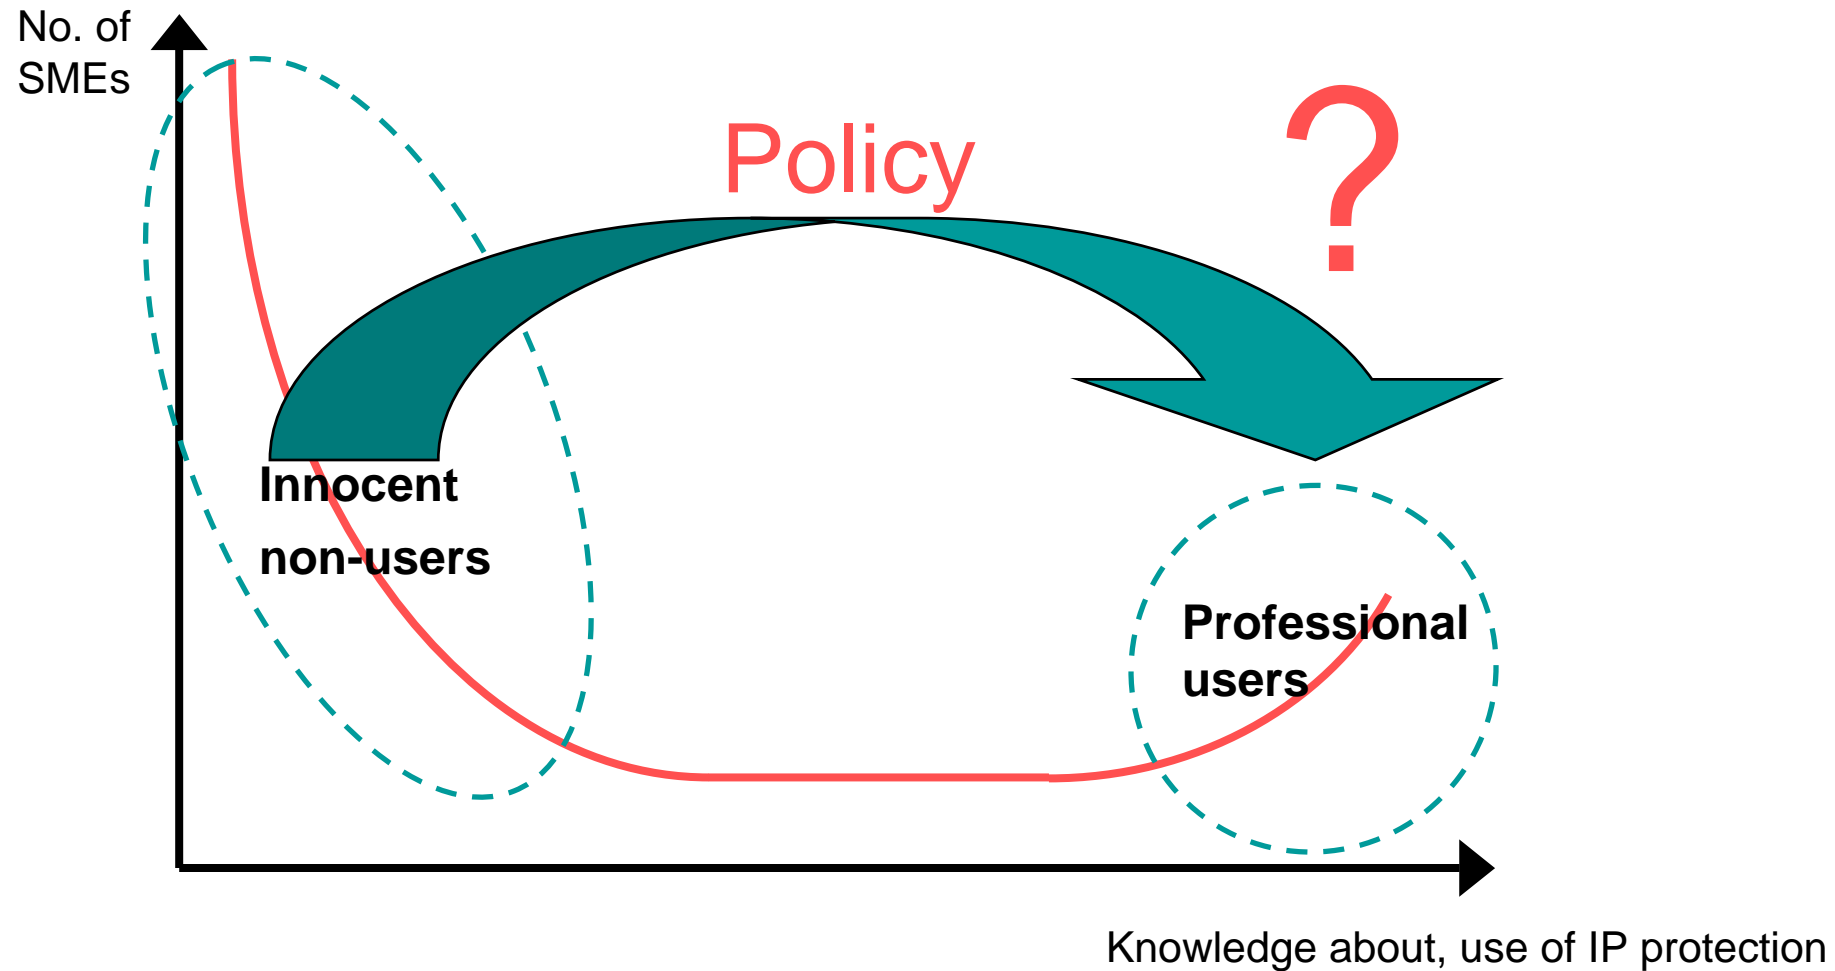 No. of
SMEs
Policy
?
Innocent
non-users
Professional
users
Knowledge about, use of IP protection